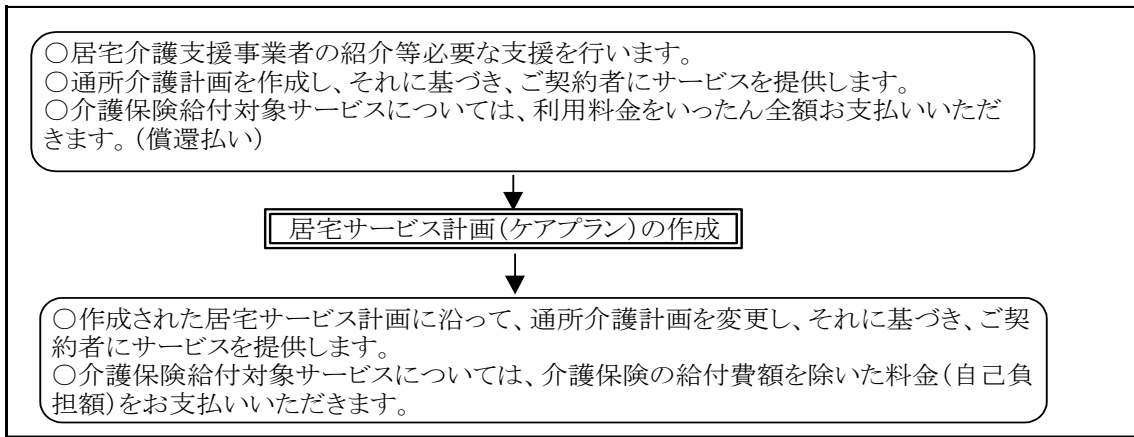 〇居宅介護支援事業者の紹介等必要な支援を行います。
〇通所介護計画を作成し、それに基づき、ご契約者にサービスを提供します。
〇介護保険給付対象サービスについては、利用料金をいったん全額お支払いいただ
きます。(償還払い)
居宅サービス計画(ケアプラン)の作成
〇作成された居宅サービス計画に沿って、通所介護計画を変更し、それに基づき、ご契
約者にサービスを提供します。
〇介護保険給付対象サービスについては、介護保険の給付費額を除いた料金(自己負
担額)をお支払いいただきます。